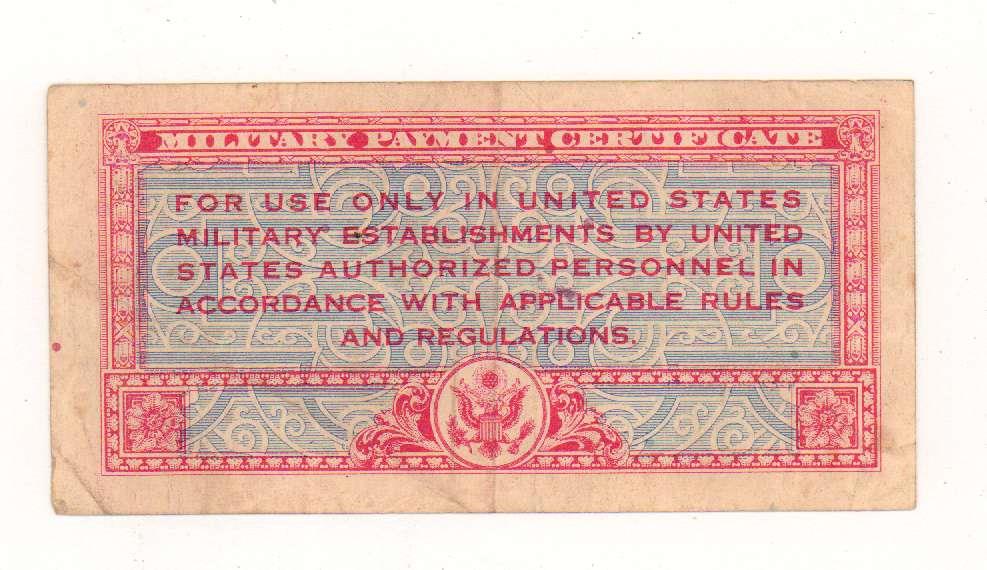 MILITARY PAYMENT CERTIFICATE
FOR USE ONLY IN UNITED STATES
MILITARY ESTABLISHMENTS BY UNITED
STATES AUTHORIZED PERSONNEL IN
ACCORDANCE WITH APPLICABLE RULES
AND REGULATIONS.